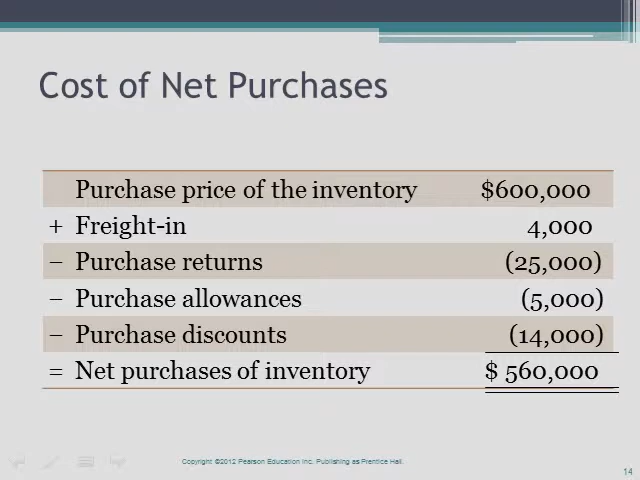 Cost of Net Purchases
Purchase price of the inventory $600,000
+ Freight-in 4,000
− Purchase returns (25,000)
− Purchase allowances (5,000)
− Purchase discounts (14,000)
= Net purchases of inventory $ 560,000
Copyright ©2012 Pearson Education Inc. Publishing as Prentice Hall.
14